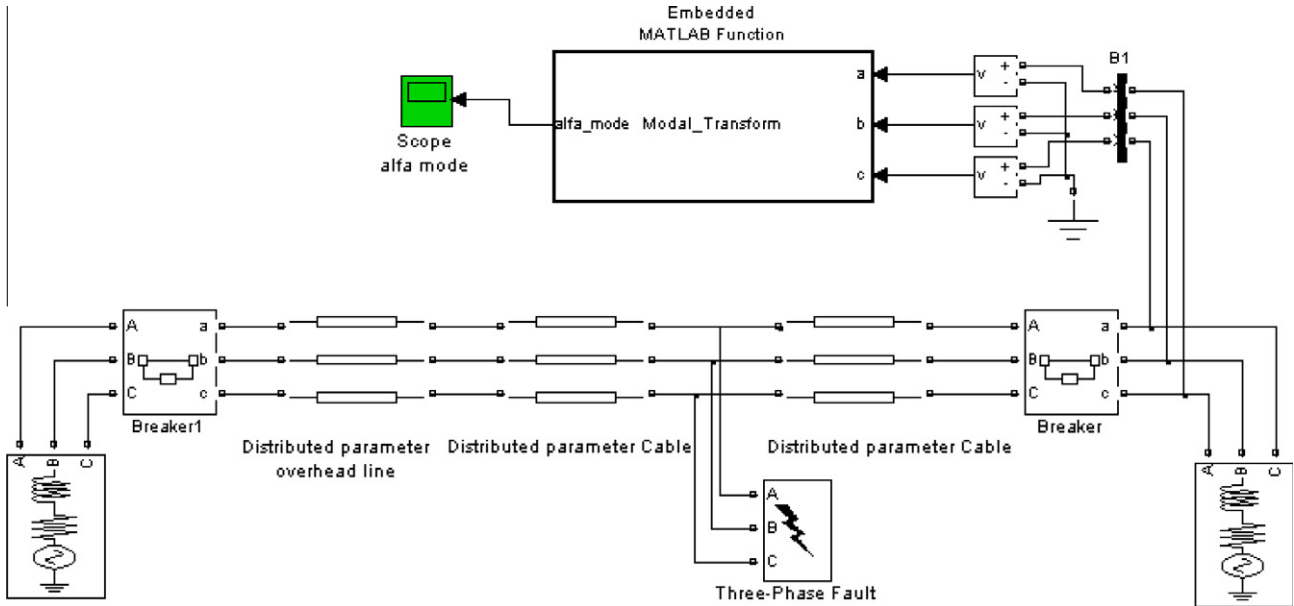 Embedded
MATLAB Function
B1
a
v
+
-
alfa_mode
Modal_Transform
b
v
+
-
Scope
alfa mode
c
v
+
-
A
a
A
a
B
b
B
b
C
c
C
c
Breaker1
Breaker
Distributed parameter
overhead line
Distributed parameter Cable
Distributed parameter Cable
A
B
C
A
B
C
A
B
C
Three-Phase Fault